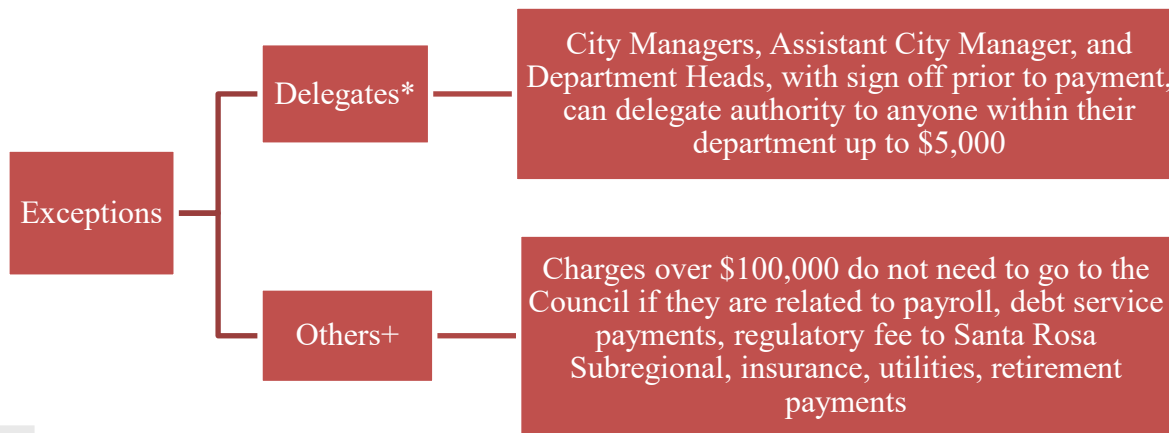 Exceptions
Delegates*
City Managers, Assistant City Manager, and
Department Heads, with sign off prior to payment,
can delegate authority to anyone within their
department up to $5,000
Others+
Charges over $100,000 do not need to go to the
Council if they are related to payroll, debt service
payments, regulatory fee to Santa Rosa
Subregional, insurance, utilities, retirement
payments